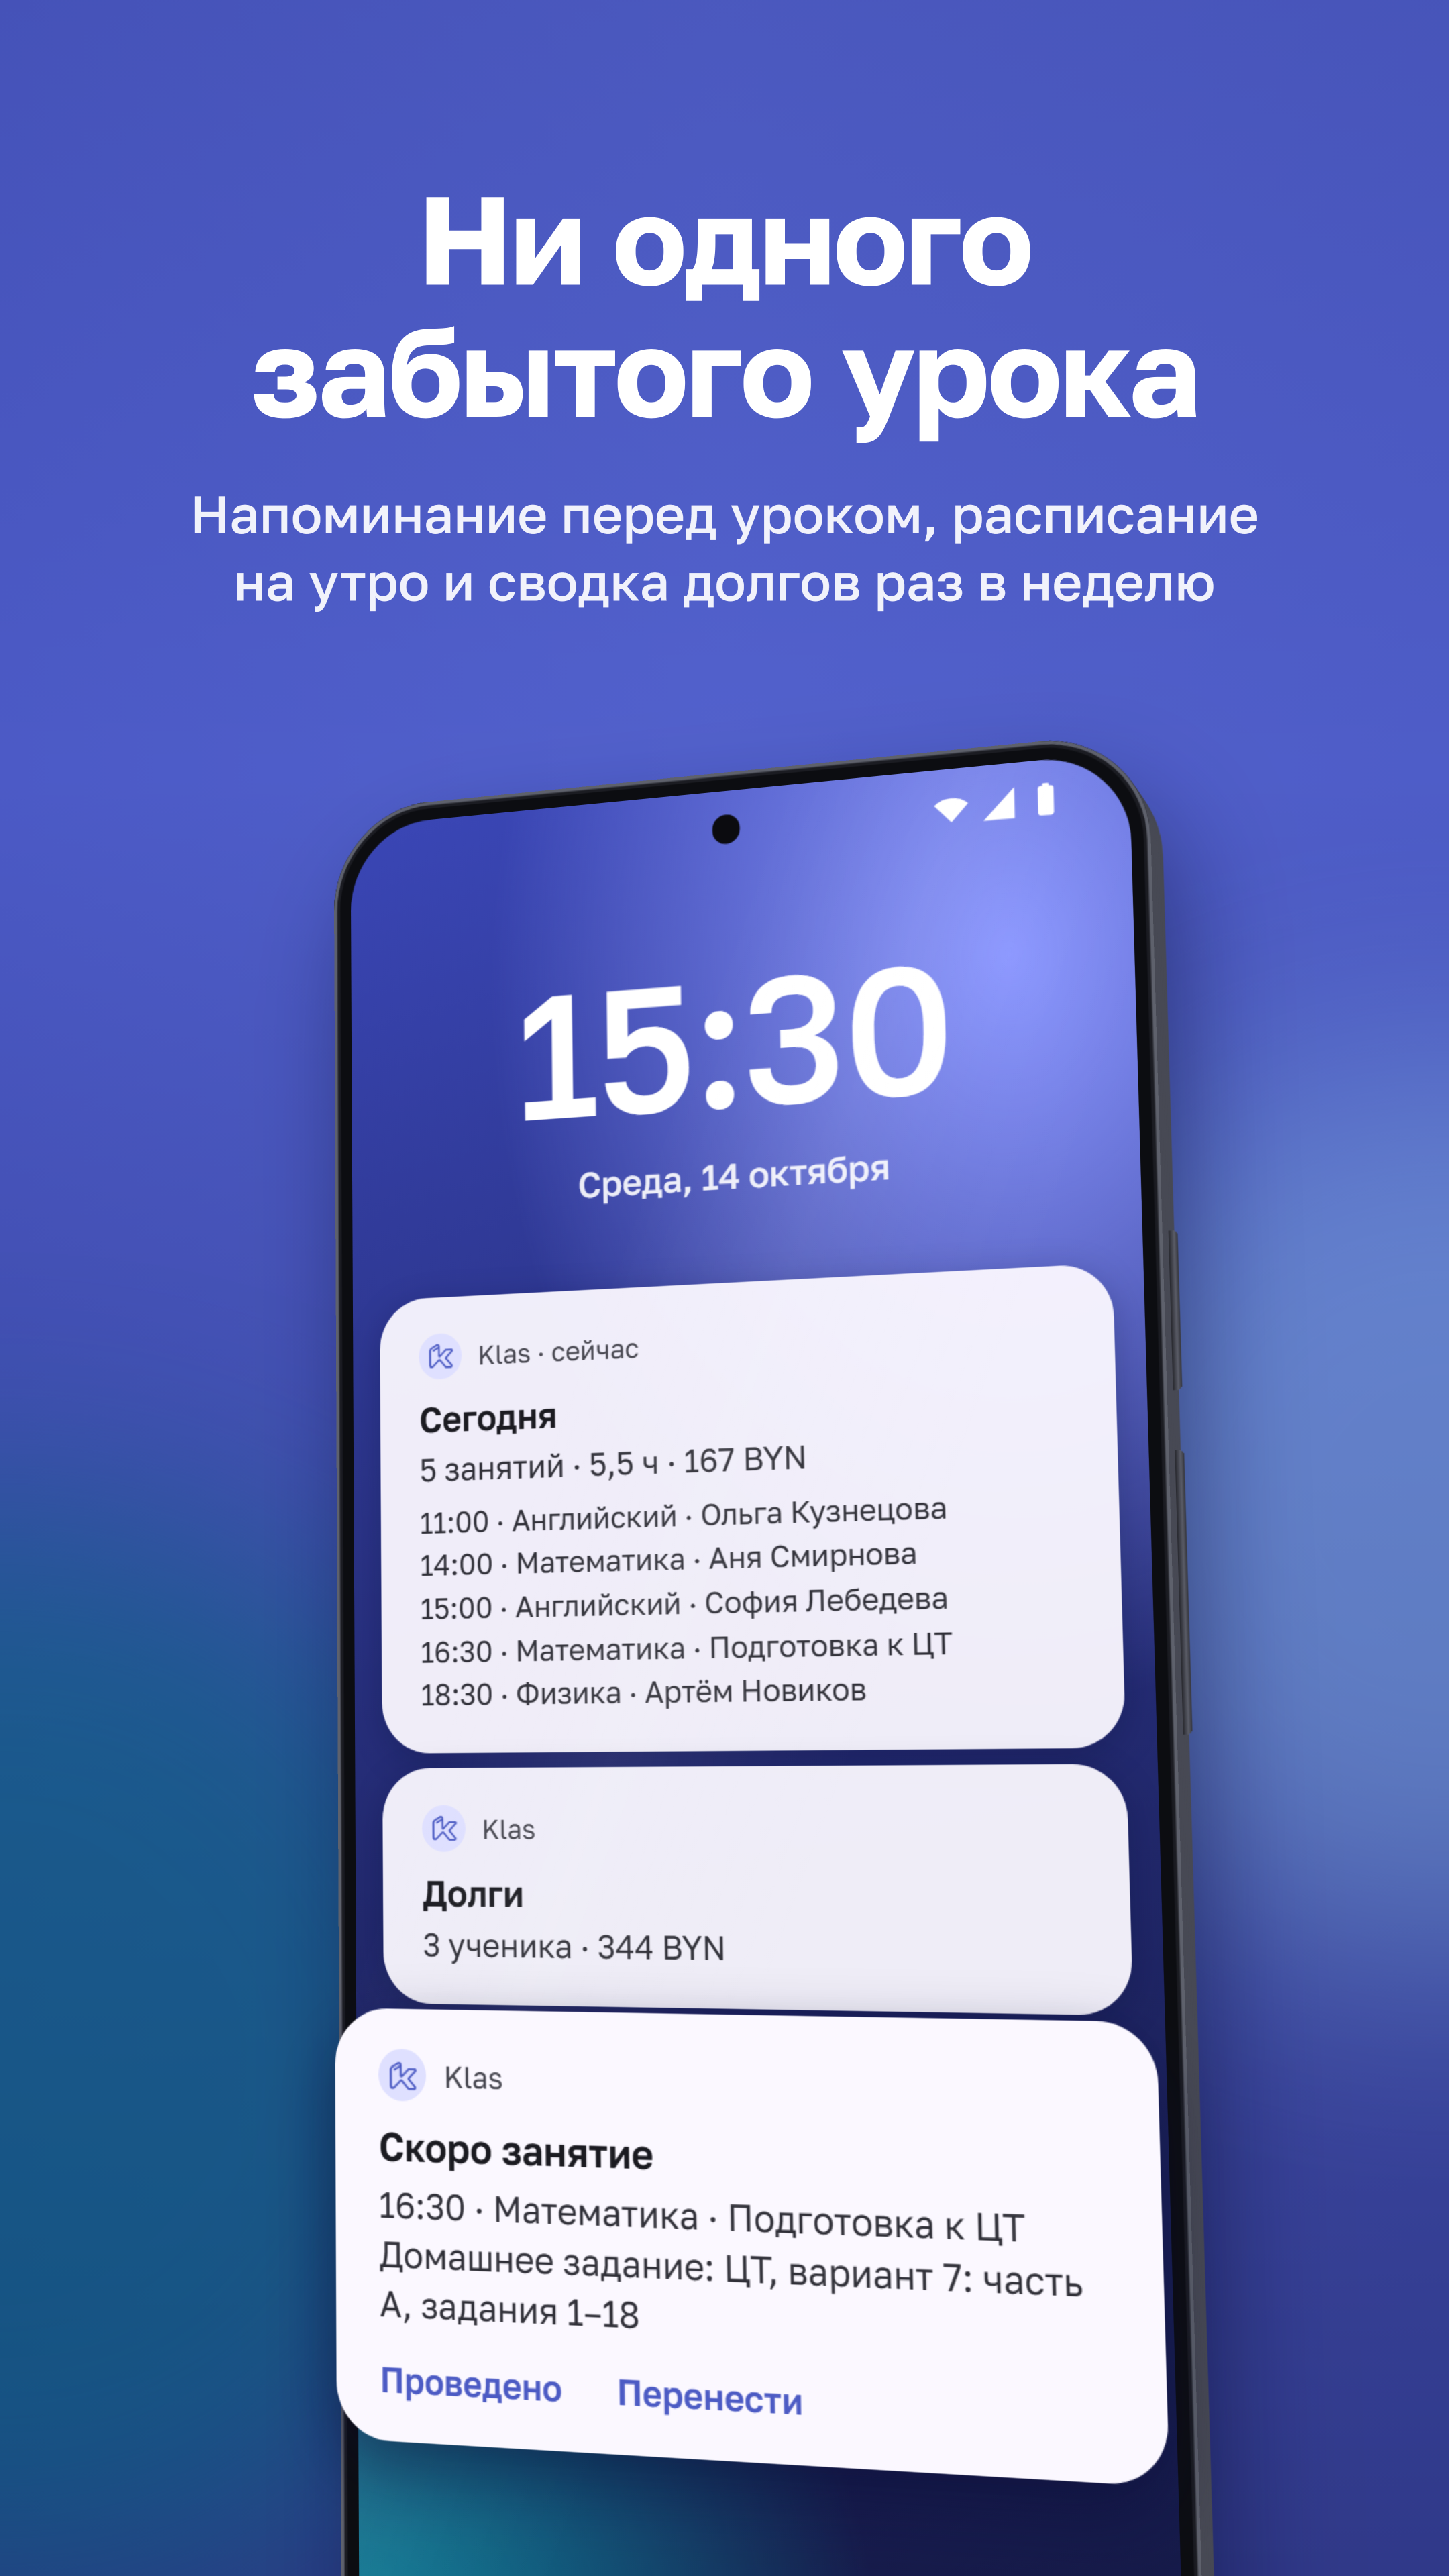 Ни одного
забытого урока
Напоминание перед уроком, расписание
на утро и сводка долгов раз в неделю
15:30
Среда, 14 октября
Klas · сейчас
Сегодня
5 занятий · 5,5 ч · 167 BYN
11:00 · Английский · Ольга Кузнецова
14:00 · Математика · Аня Смирнова
15:00 · Английский · София Лебедева
16:30 · Математика · Подготовка к ЦТ
18:30 · Физика · Артём Новиков
Klas
Долги
3 ученика · 344 BYN
Klas
Скоро занятие
16:30 · Математика · Подготовка к ЦТ
Домашнее задание: ЦТ, вариант 7: часть
А, задания 1–18
Проведено Перенести